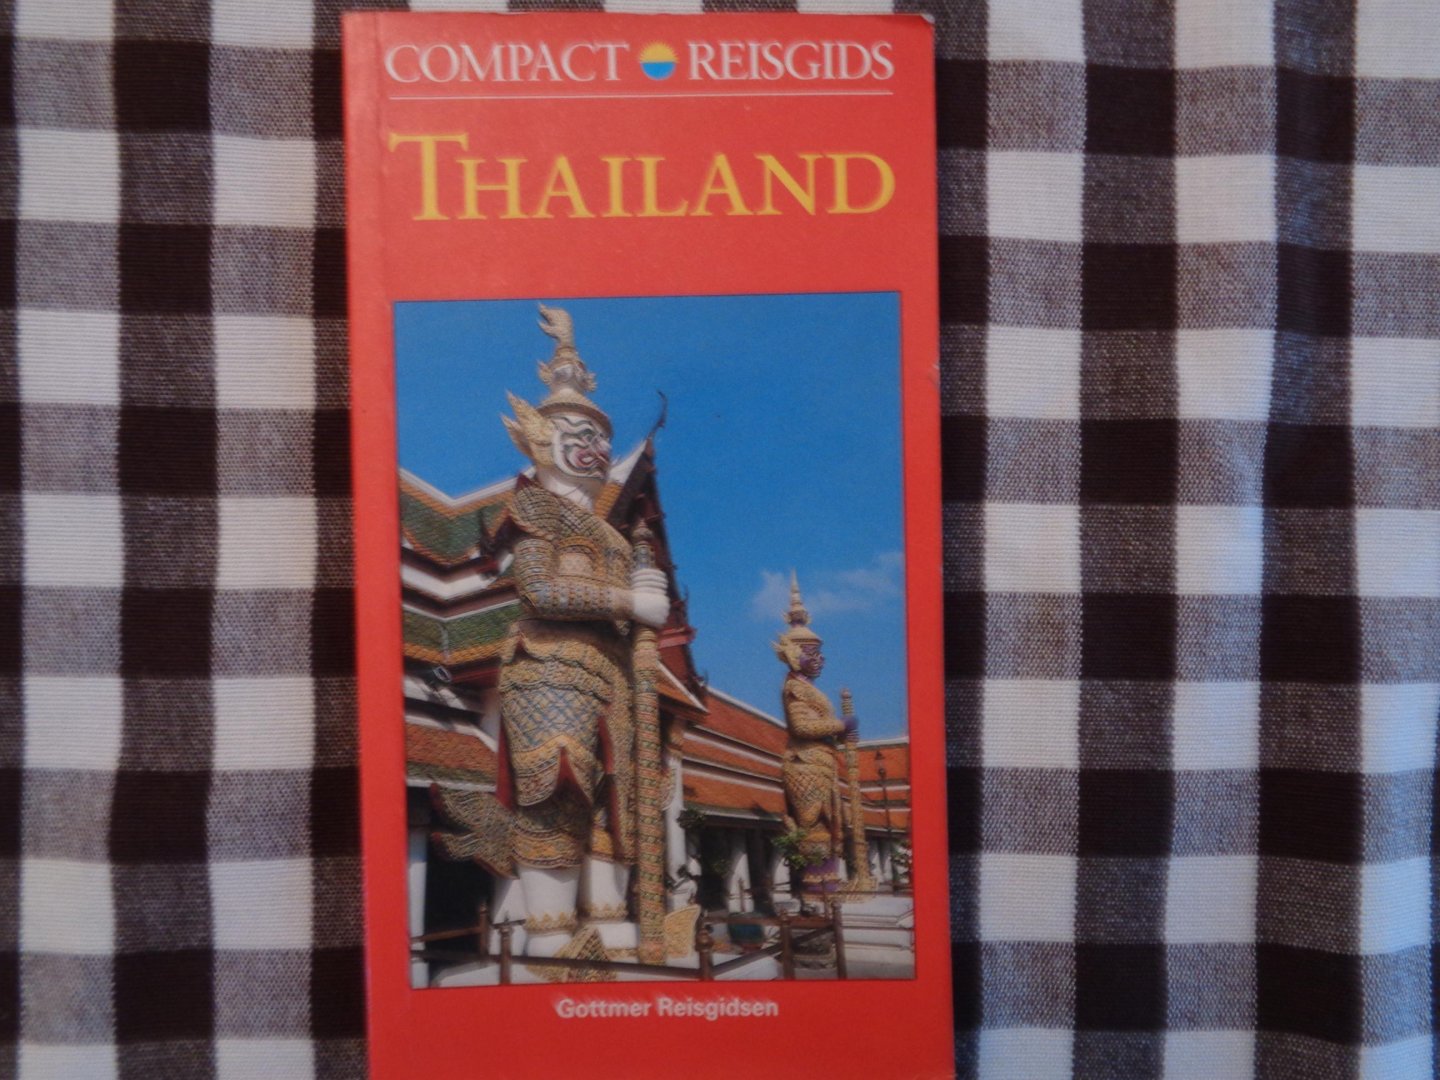 COMPACT REISGIDS
THAILAND
Gottmer Reisgidsen